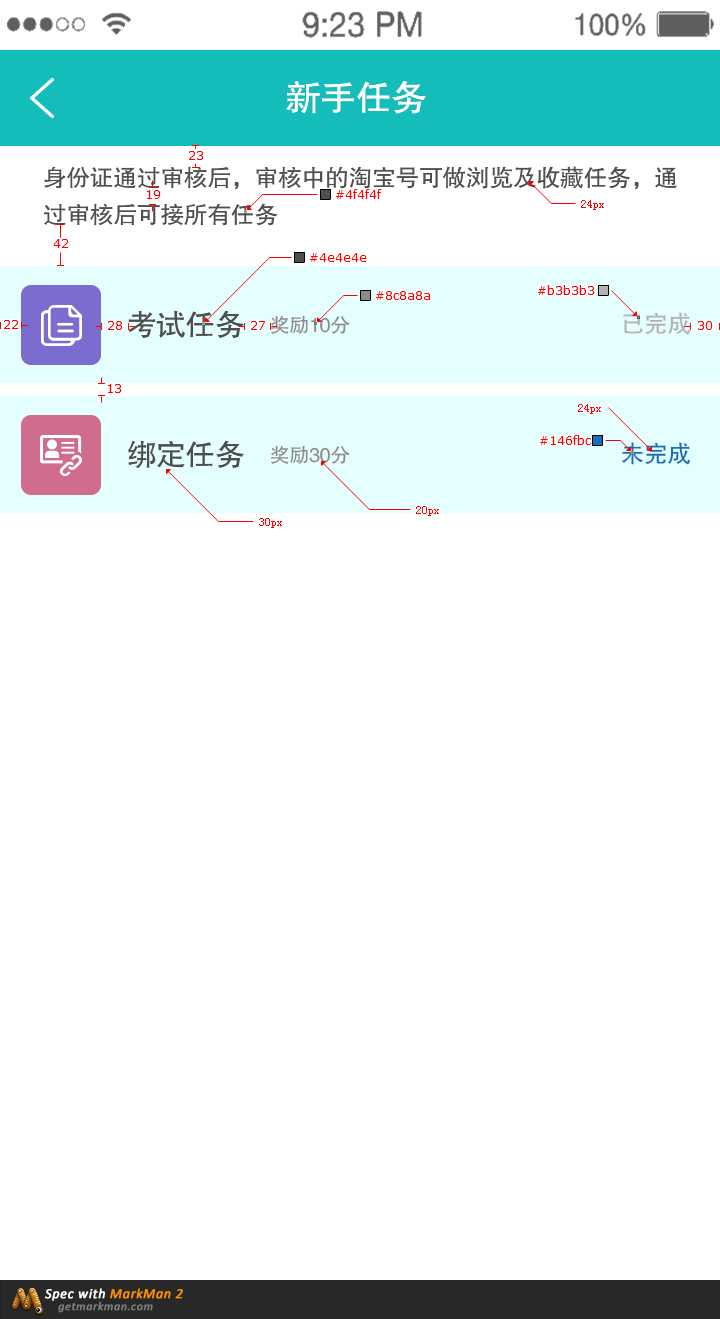 9:23 PM 100%
新手任务
23
身份证通过审核后，审核中的淘宝号可做浏览及收藏任务，通
19 #4f4f4f 24px
过审核后可接所有任务
42
#4e4e4e
#8c8a8a #b3b3b3
22 28 考试任务 27 奖励10分 已完成 30
13
24px
#146fbc
绑定任务 奖励30分 未完成
20px
30px
Spec with MarkMan 2
getmarkman.com